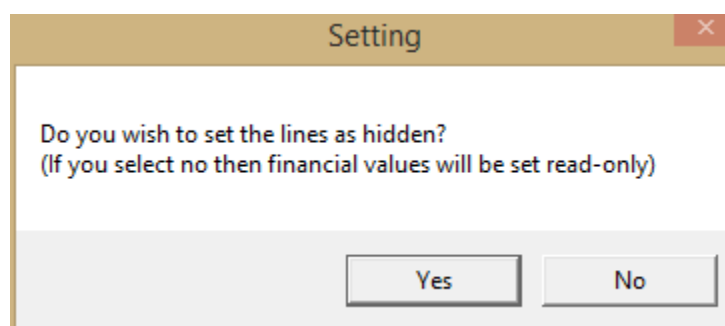 Setting
Do you wish to set the lines as hidden?
(If you select no then financial values will be set read-only)
Yes
No